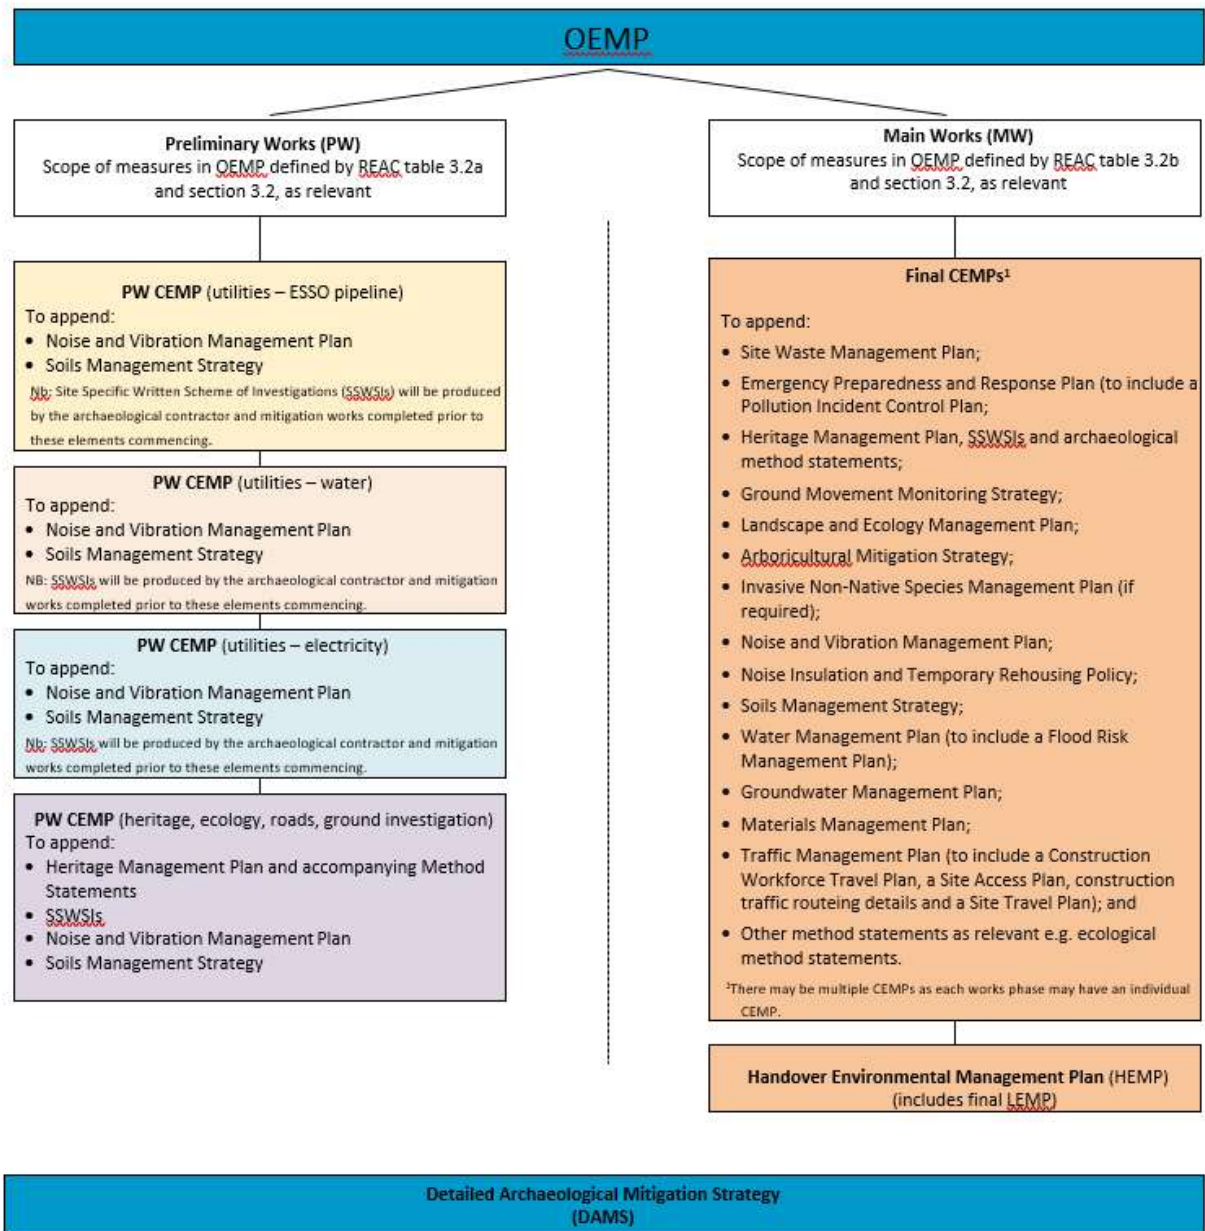 OEMP
Preliminary Works (PW)
Scope of measures in OEMP defined by REAC table 3.2a
and section 3.2, as relevant
PW CEMP (utilities – ESSO pipeline)
To append:
• Noise and Vibration Management Plan
• Soils Management Strategy
Nb: Site Specific Written Scheme of Investigations (SSWSIs) will be produced
by the archaeological contractor and mitigation works completed prior to
these elements commencing.
PW CEMP (utilities – water)
To append:
• Noise and Vibration Management Plan
• Soils Management Strategy
NB: SSWSIs will be produced by the archaeological contractor and mitigation
works completed prior to these elements commencing.
PW CEMP (utilities – electricity)
To append:
• Noise and Vibration Management Plan
• Soils Management Strategy
Nb: SSWSIs will be produced by the archaeological contractor and mitigation
works completed prior to these elements commencing.
PW CEMP (heritage, ecology, roads, ground investigation)
To append:
• Heritage Management Plan and accompanying Method
Statements
• SSWSIs
• Noise and Vibration Management Plan
• Soils Management Strategy
Main Works (MW)
Scope of measures in OEMP defined by REAC table 3.2b
and section 3.2, as relevant
Final CEMPs¹
To append:
• Site Waste Management Plan;
• Emergency Preparedness and Response Plan (to include a
Pollution Incident Control Plan;
• Heritage Management Plan, SSWSIs and archaeological
method statements;
• Ground Movement Monitoring Strategy;
• Landscape and Ecology Management Plan;
• Arboricultural Mitigation Strategy;
• Invasive Non-Native Species Management Plan (if
required);
• Noise and Vibration Management Plan;
• Noise Insulation and Temporary Rehousing Policy;
• Soils Management Strategy;
• Water Management Plan (to include a Flood Risk
Management Plan);
• Groundwater Management Plan;
• Materials Management Plan;
• Traffic Management Plan (to include a Construction
Workforce Travel Plan, a Site Access Plan, construction
traffic routeing details and a Site Travel Plan); and
• Other method statements as relevant e.g. ecological
method statements.
¹There may be multiple CEMPs as each works phase may have an individual
CEMP.
Handover Environmental Management Plan (HEMP)
(includes final LEMP)
Detailed Archaeological Mitigation Strategy
(DAMS)